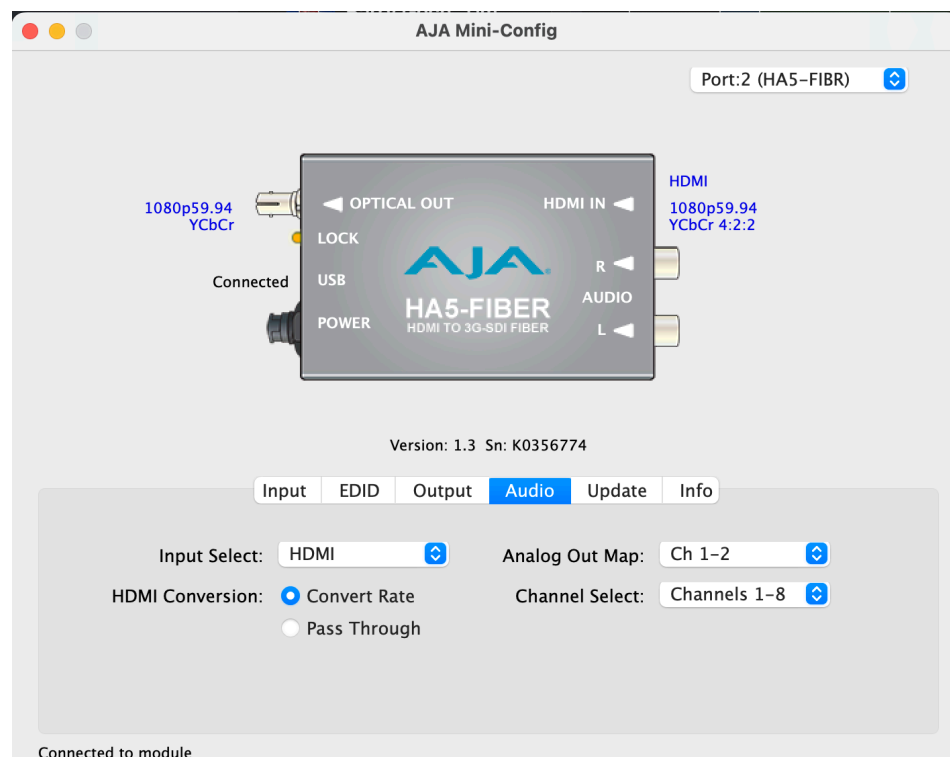 AJA Mini-Config
Port:2 (HA5-FIBR)
OPTICAL OUT
HDMI IN
HDMI
1080p59.94
YCbCr
1080p59.94
YCbCr 4:2:2
LOCK
AJA
R
Connected
USB
AUDIO
HA5-FIBER
HDMI TO 3G-SDI FIBER
POWER
L
Version: 1.3 Sn: K0356774
Input EDID Output Audio Update Info
Input Select: HDMI
Analog Out Map: Ch 1-2
HDMI Conversion: Convert Rate
Channel Select: Channels 1-8
Pass Through
Connected to module